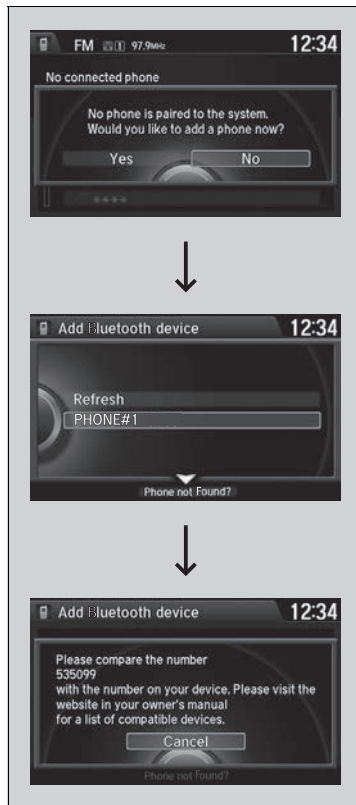 FM 1 97.9MHz 12:34
No connected phone
No phone is paired to the system.
Would you like to add a phone now?
Yes No
Add Bluetooth device 12:34
Refresh
PHONE#1
Phone not Found?
Add Bluetooth device 12:34
Please compare the number
535099
with the number on your device. Please visit the
website in your owner's manual
for a list of compatible devices.
Cancel
Phone not Found?